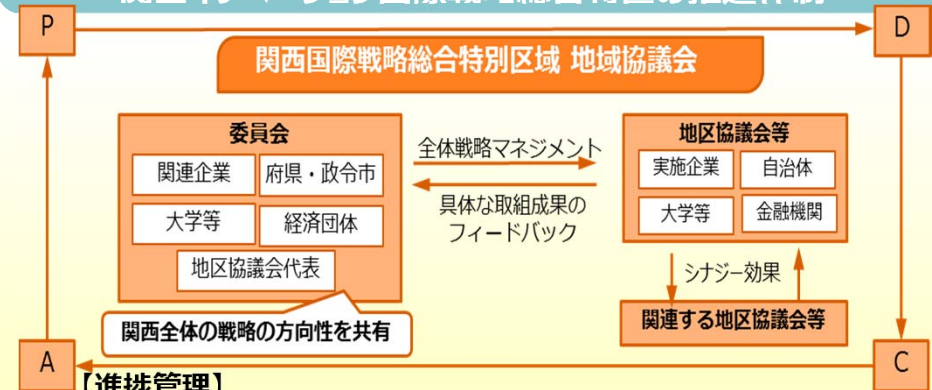 P
D
関西国際戦略総合特別区域 地域協議会
委員会
関連企業
府県・政令市
大学等
経済団体
地区協議会代表
関西全体の戦略の方向性を共有
全体戦略マネジメント
具体な取組成果の
フィードバック
地区協議会等
実施企業
自治体
大学等
金融機関
シナジー効果
関連する地区協議会等
A
C
【進捗管理】